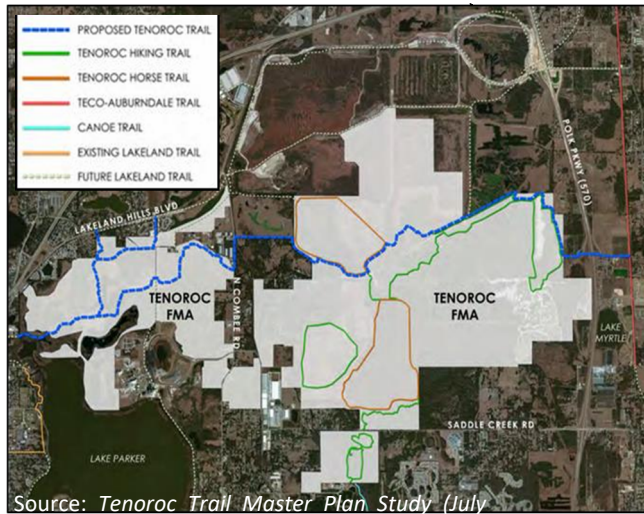 PROPOSED TENOROC TRAIL
TENOROC HIKING TRAIL
TENOROC HORSE TRAIL
TECO-AUBURNDALE TRAIL
CANOE TRAIL
EXISTING LAKELAND TRAIL
FUTURE LAKELAND TRAIL
POLK PKWY (570)
LAKELAND HILLS BLVD
N COMBEE RD
TENOROC
FMA
TENOROC
FMA
LAKE
MYRTLE
SADDLE CREEK RD
LAKE PARKER
Source: Tenoroc Trail Master Plan Study (July